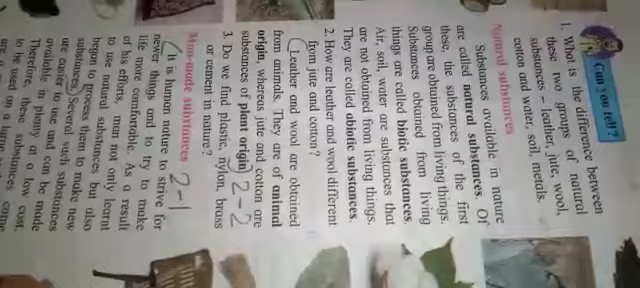 Can you tell?
1. What is the difference between
these two groups of natural
substances – leather, jute, wool,
cotton and water, soil, metals.
Natural substances
Substances available in nature
are called natural substances. Of
these, the substances of the first
group are obtained from living things.
Substances obtained from living
things are called biotic substances.
Air, soil, water are substances that
are not obtained from living things.
They are called abiotic substances.
2. How are leather and wool different
from jute and cotton?
Leather and wool are obtained
from animals. They are of animal
origin, whereas jute and cotton are
substances of plant origin. 2-2
3. Do we find plastic, nylon, brass
or cement in nature?
Man-made substances 2-1
It is human nature to strive for
newer things and to try to make
life more comfortable. As a result
of his efforts, man not only learnt
to use natural substances but also
began to process them to make new
substances. Several such substances
are easier to use and can be made
available in plenty at a low cost.
Therefore, these substances came
to be used on a large